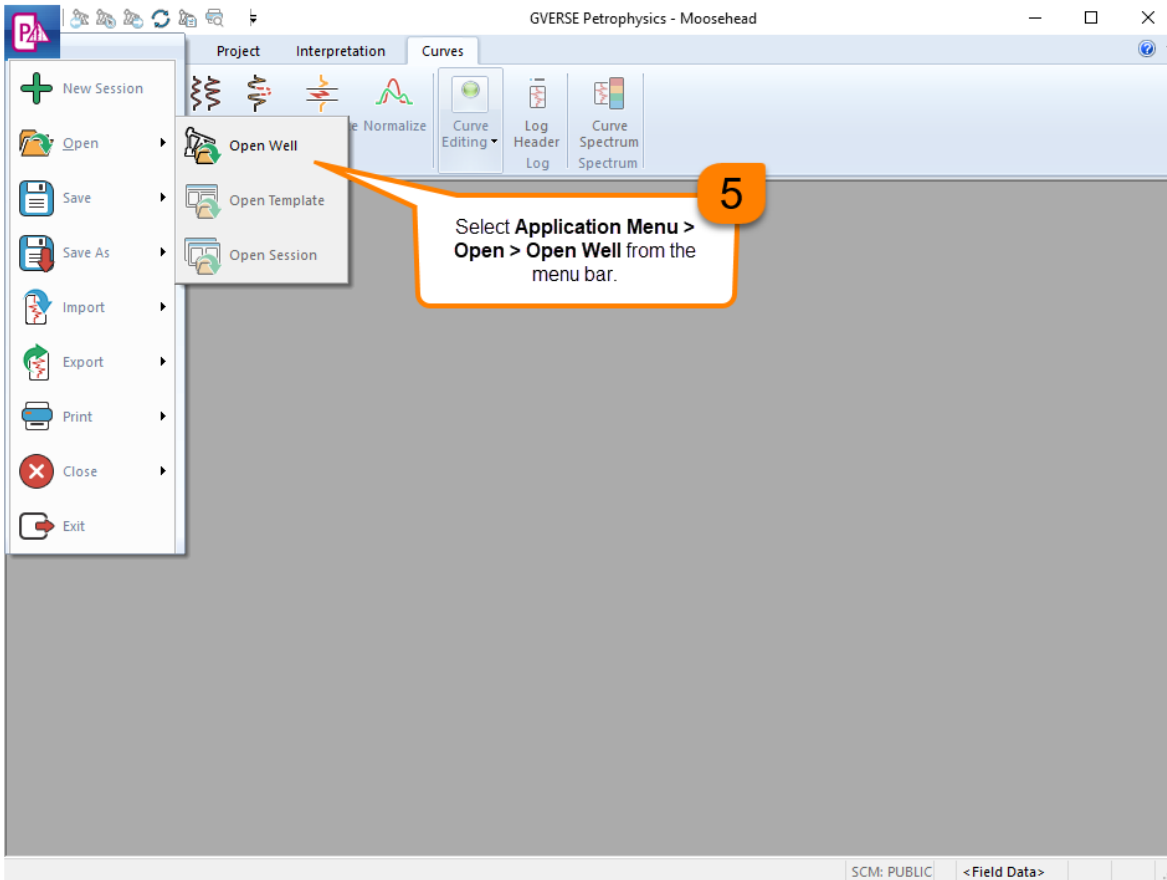 GVERSE Petrophysics - Moosehead
Project Interpretation Curves
New Session
Open
Save
Save As
Import
Export
Print
Close
Exit
Open Well
Open Template
Open Session
Normalize
Curve
Editing
Log
Header
Log
Curve
Spectrum
Spectrum
5
Select Application Menu >
Open > Open Well from the
menu bar.
SCM: PUBLIC <Field Data>